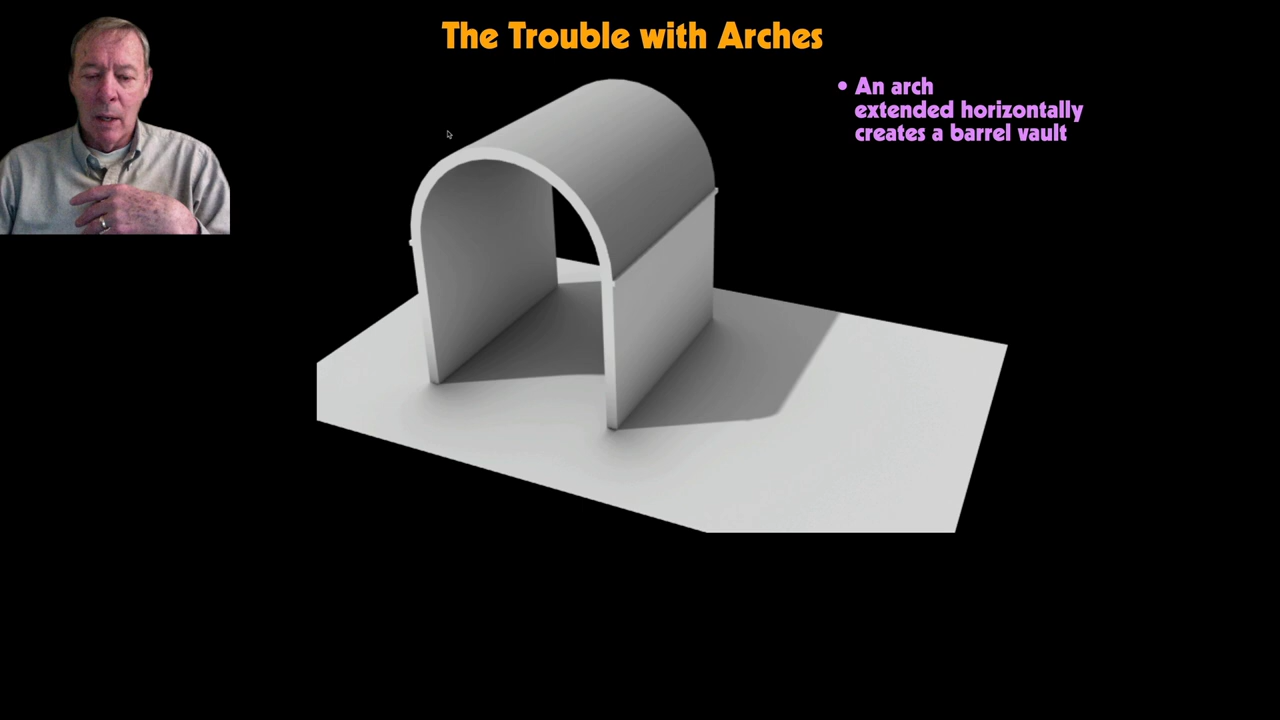 The Trouble with Arches
• An arch
extended horizontally
creates a barrel vault